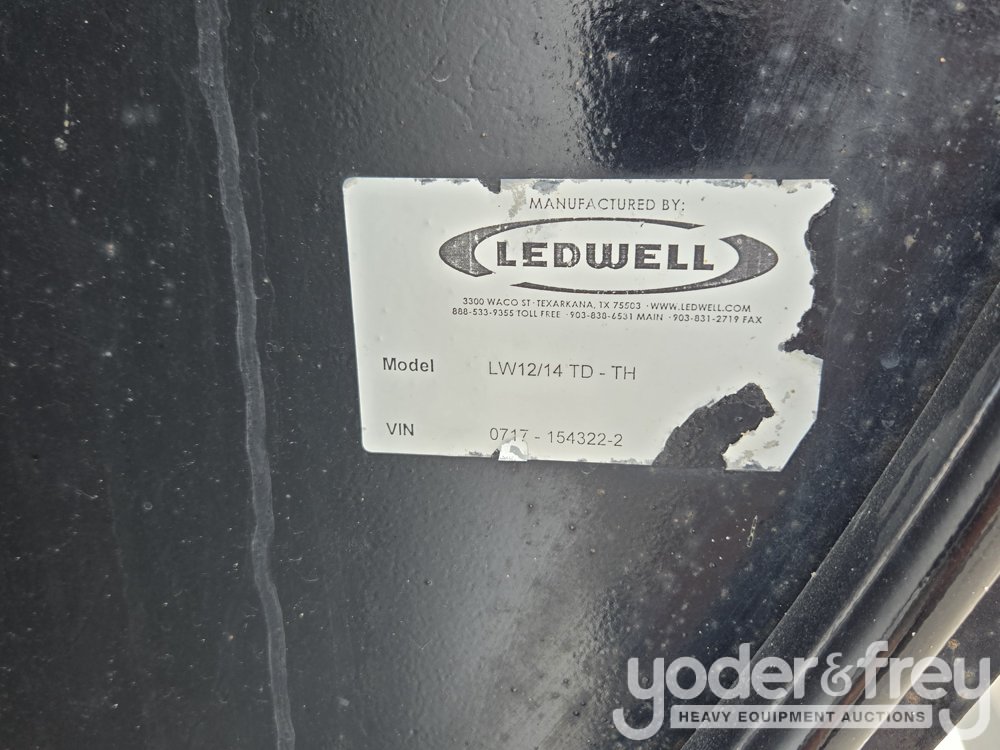 MANUFACTURED BY:
LEDWELL
3300 WACO ST · TEXARKANA, TX 75503 · WWW.LEDWELL.COM
888-533-9355 TOLL FREE · 903-838-6531 MAIN · 903-831-2719 FAX
Model LW12/14 TD - TH
VIN 0717 - 154322-2
yoder&frey
HEAVY EQUIPMENT AUCTIONS